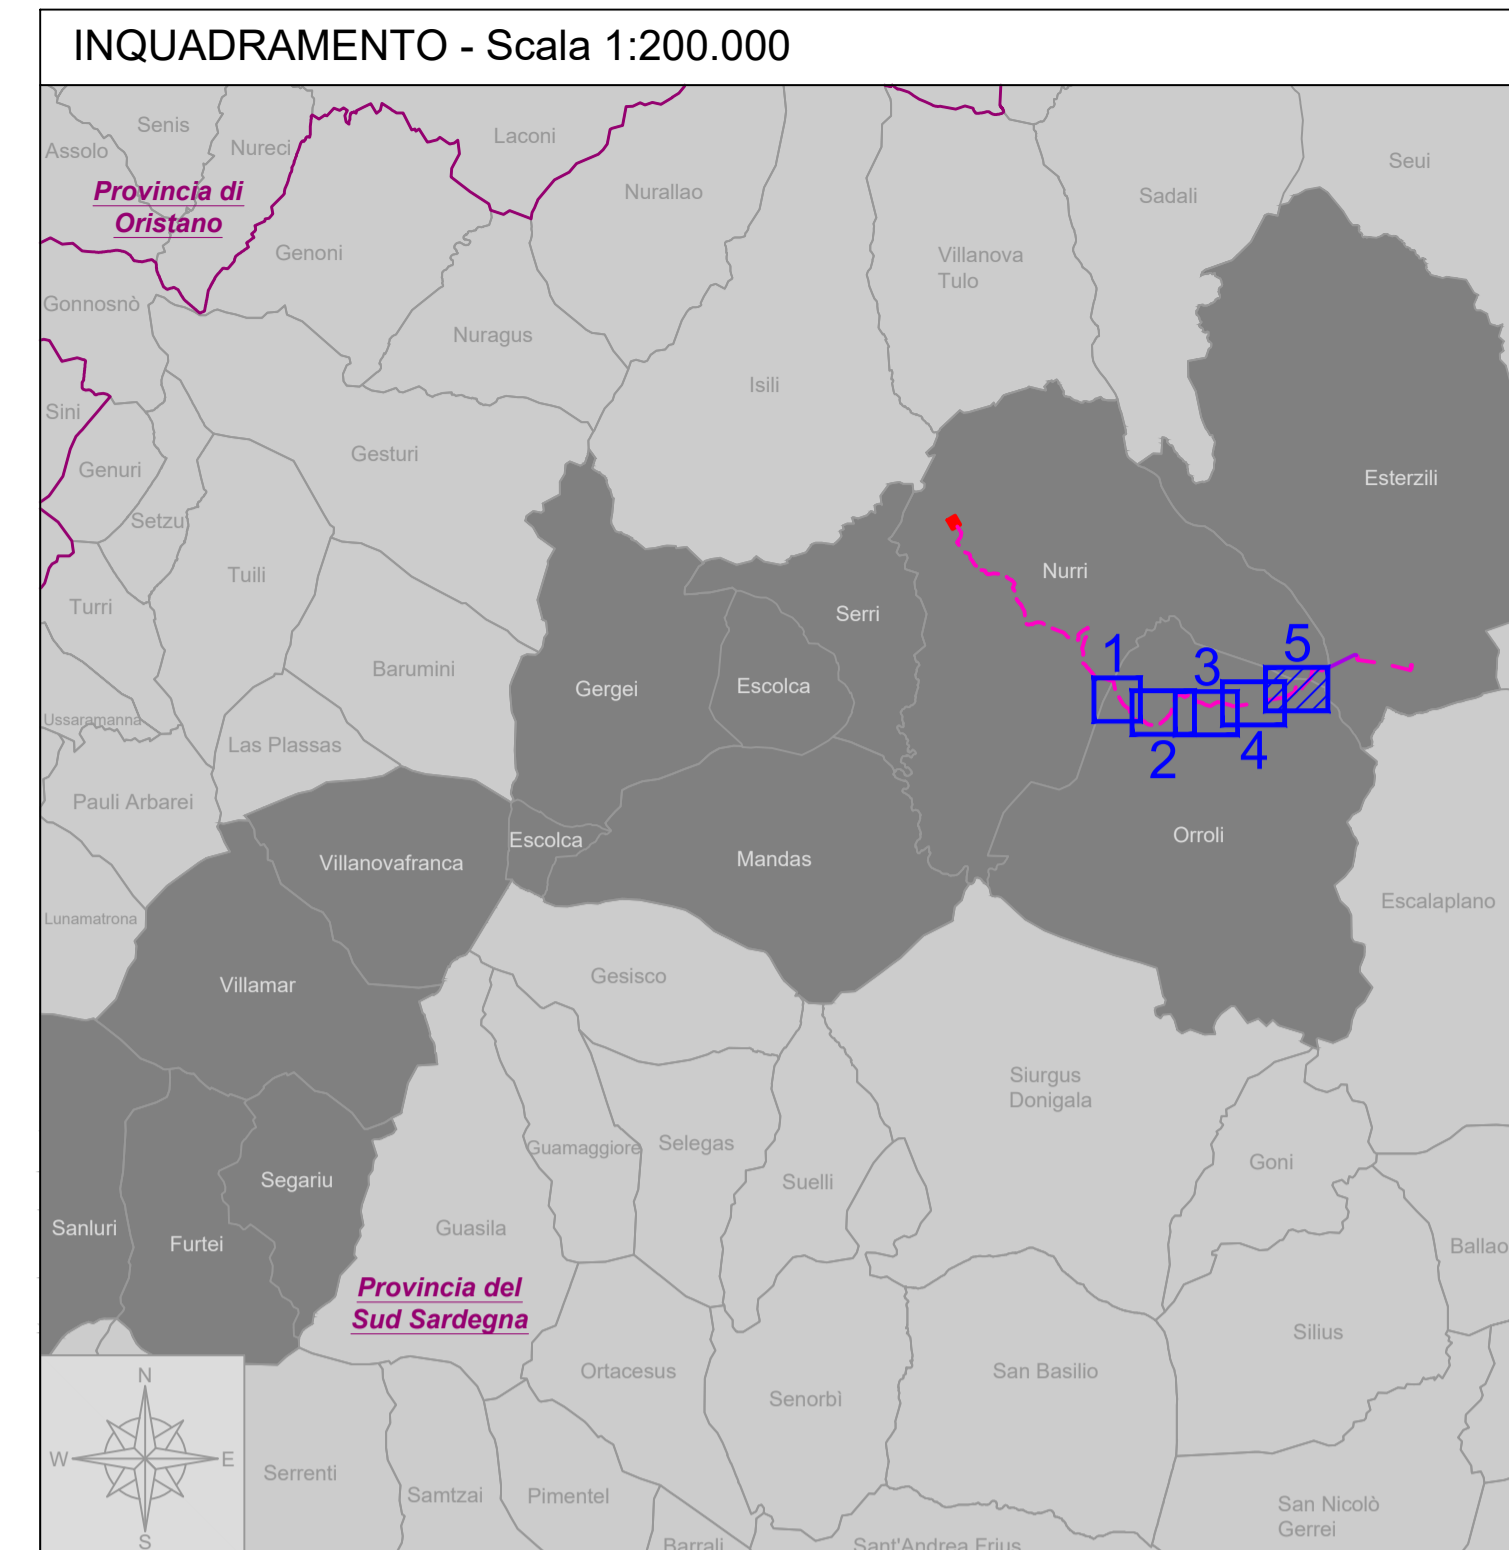 INQUADRAMENTO - Scala 1:200.000
Senis
Assolo
Nureci
Laconi
Seui
Provincia di
Oristano
Nurallao
Sadali
Genoni
Villanova
Tulo
Gonnosnò
Nuragus
Isili
Sini
Gesturi
Genuri
Esterzili
Setzu
Tuili
Nurri
Turri
Serri
Barumini
Gergei
Escolca
1
3
5
2
4
Ussaramanna
Las Plassas
Pauli Arbarei
Villanovafranca
Escolca
Mandas
Orroli
Escalaplano
Lunamatrona
Villamar
Gesisco
Siurgus
Donigala
Guamaggiore
Selegas
Suelli
Goni
Segariu
Sanluri
Furtei
Guasila
Ballao
Provincia del
Sud Sardegna
Silius
Ortacesus
Senorbì
San Basilio
N
W
E
S
Serrenti
Samtzai
Pimentel
San Nicolò
Gerrei
Barrali
Sant'Andrea Frius